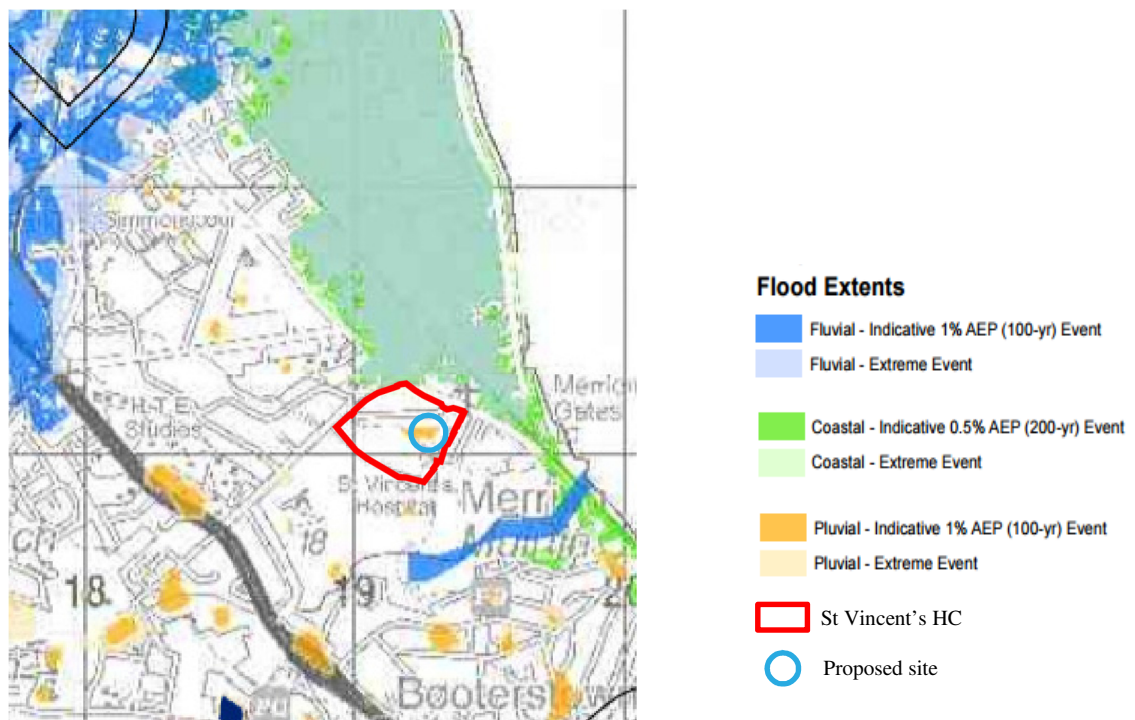 Simmonscour
R.T.E.
Studios
Merrion
Gates
St Vincent's
Hospital
Merri
18
18
19
Booterstown
Flood Extents
Fluvial - Indicative 1% AEP (100-yr) Event
Fluvial - Extreme Event
Coastal - Indicative 0.5% AEP (200-yr) Event
Coastal - Extreme Event
Pluvial - Indicative 1% AEP (100-yr) Event
Pluvial - Extreme Event
St Vincent's HC
Proposed site